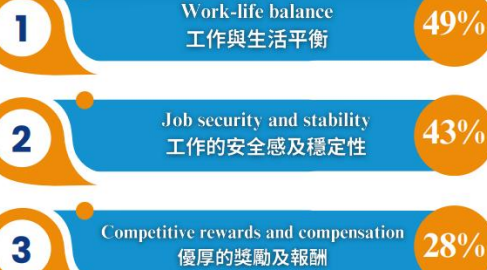 1
Work-life balance
工作與生活平衡
49%
2
Job security and stability
工作的安全感及穩定性
43%
3
Competitive rewards and compensation
優厚的獎勵及報酬
28%